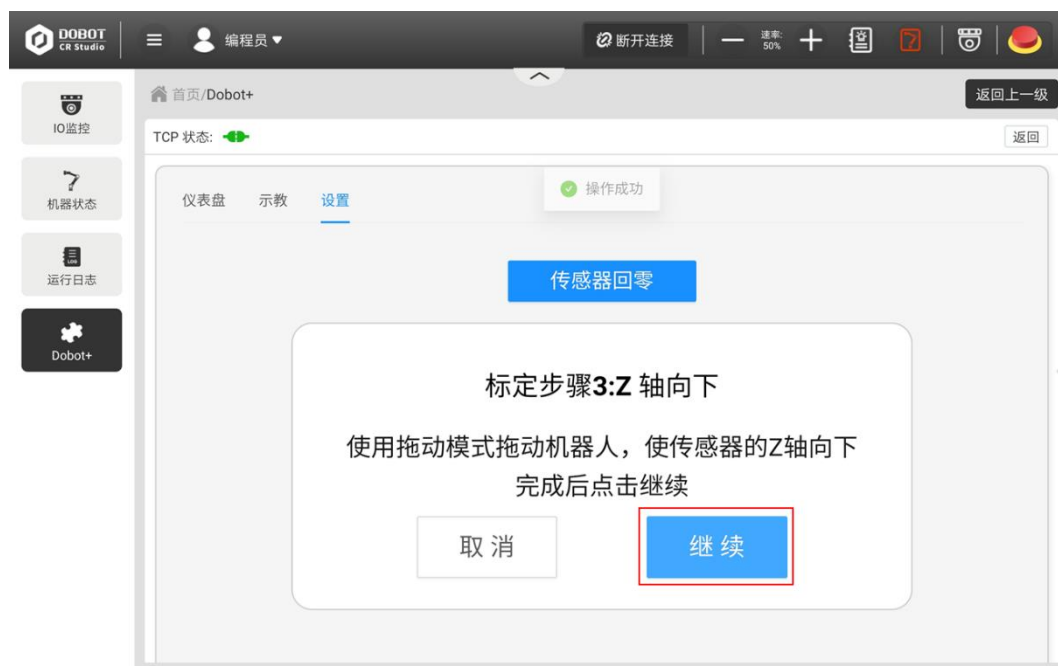 DOBOT
CR Studio
编程员
断开连接
速率:
50%
IO监控
首页/Dobot+
返回上一级
TCP 状态:
返回
机器状态
仪表盘 示教 设置
操作成功
运行日志
LOG
传感器回零
Dobot+
标定步骤3:Z 轴向下
使用拖动模式拖动机器人，使传感器的Z轴向下
完成后点击继续
取 消
继 续